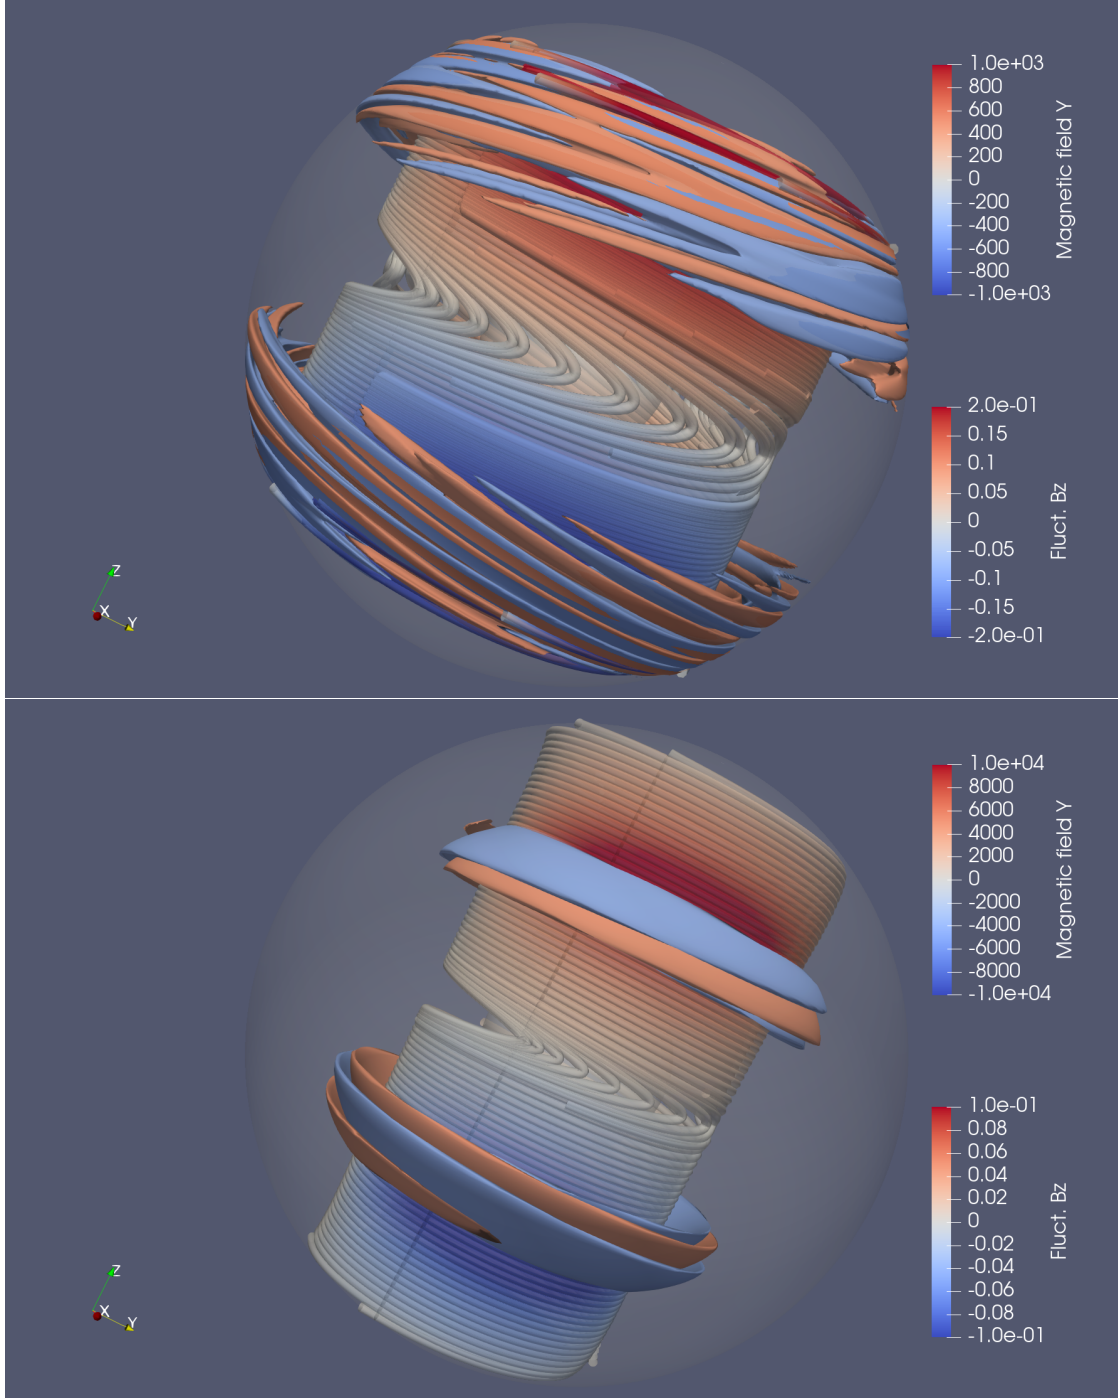 1.0e+03
800
600
400
200
0
-200
-400
-600
-800
-1.0e+03
Magnetic field Y
2.0e-01
0.15
0.1
0.05
0
-0.05
-0.1
-0.15
-2.0e-01
Fluct. Bz
Z
X
Y
1.0e+04
8000
6000
4000
2000
0
-2000
-4000
-6000
-8000
-1.0e+04
Magnetic field Y
1.0e-01
0.08
0.06
0.04
0.02
0
-0.02
-0.04
-0.06
-0.08
-1.0e-01
Fluct. Bz
Z
X
Y